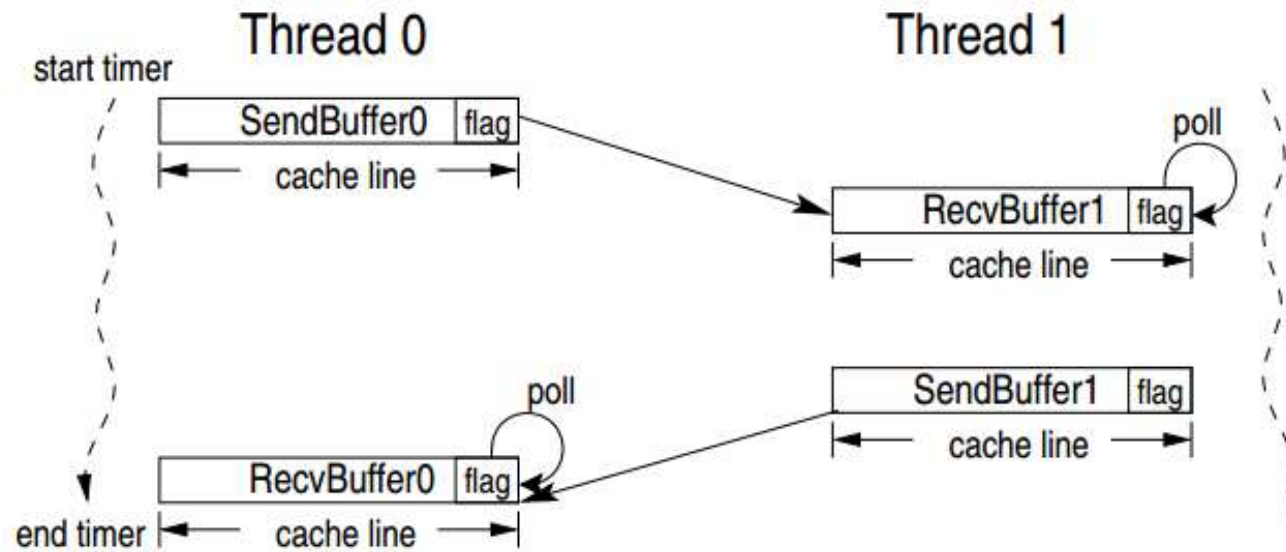 Thread 0 Thread 1
start timer
SendBuffer0 flag
cache line
poll
RecvBuffer1 flag
cache line
SendBuffer1 flag
cache line
poll
RecvBuffer0 flag
cache line
end timer